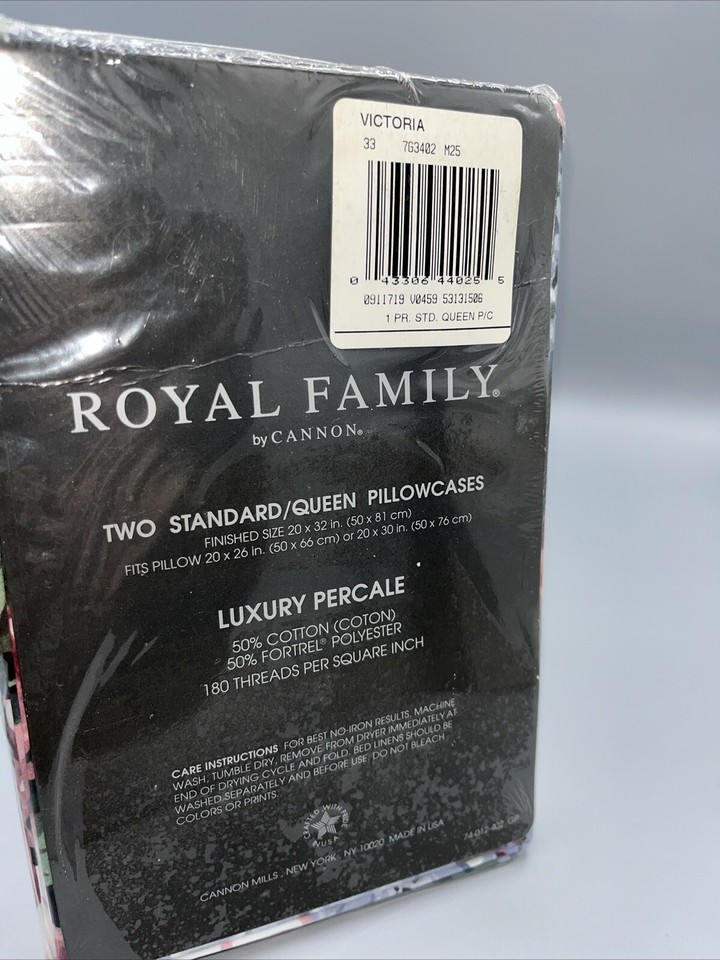 VICTORIA
33 7G3402 M25
0 43306 44025 5
0911719 V0459 53131506
1 PR. STD. QUEEN P/C
ROYAL FAMILY®
by CANNON®
TWO STANDARD/QUEEN PILLOWCASES
FINISHED SIZE 20 x 32 in. (50 x 81 cm)
FITS PILLOW 20 x 26 in. (50 x 66 cm) or 20 x 30 in. (50 x 76 cm)
LUXURY PERCALE
50% COTTON (COTON)
50% FORTREL® POLYESTER
180 THREADS PER SQUARE INCH
CARE INSTRUCTIONS FOR BEST NO-IRON RESULTS, MACHINE
WASH, TUMBLE DRY, REMOVE FROM DRYER IMMEDIATELY AT
END OF DRYING CYCLE AND FOLD. BED LINENS SHOULD BE
WASHED SEPARATELY AND BEFORE USE. DO NOT BLEACH
COLORS OR PRINTS.
CRAFTED WITH PRIDE
IN U.S.A.
CANNON MILLS, NEW YORK, NY 10020 MADE IN USA